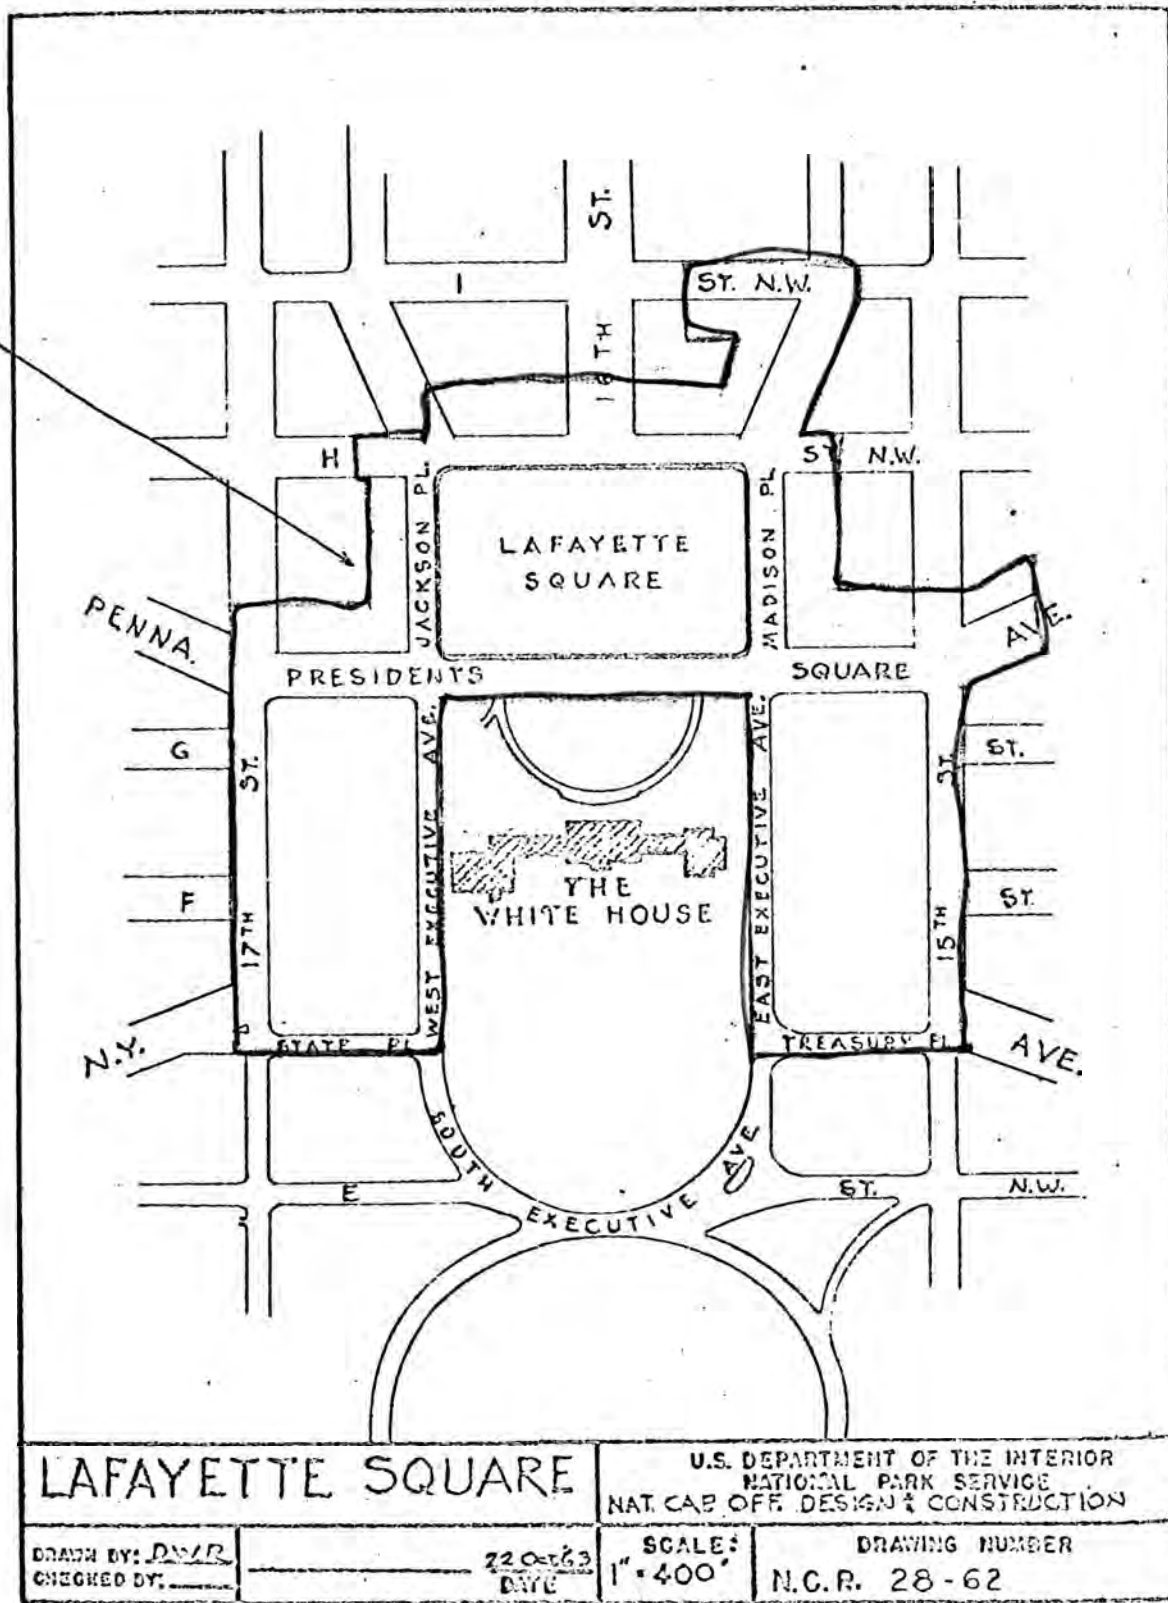 16TH ST.
I ST. N.W.
H ST. N.W.
JACKSON PL.
LAFAYETTE
SQUARE
MADISON PL.
PENNA. AVE.
PRESIDENTS SQUARE
G ST.
F ST.
17TH ST.
WEST EXECUTIVE AVE.
EAST EXECUTIVE AVE.
15TH ST.
THE
WHITE HOUSE
N.Y. AVE.
STATE PL.
TREASURY PL.
SOUTH EXECUTIVE AVE
E ST. N.W.
LAFAYETTE SQUARE
U.S. DEPARTMENT OF THE INTERIOR
NATIONAL PARK SERVICE
NAT. CAP. OFF. DESIGN & CONSTRUCTION
DRAWN BY:
CHECKED BY:
22 Oct 63
DATE
SCALE:
1" = 400'
DRAWING NUMBER
N.C.R. 28-62